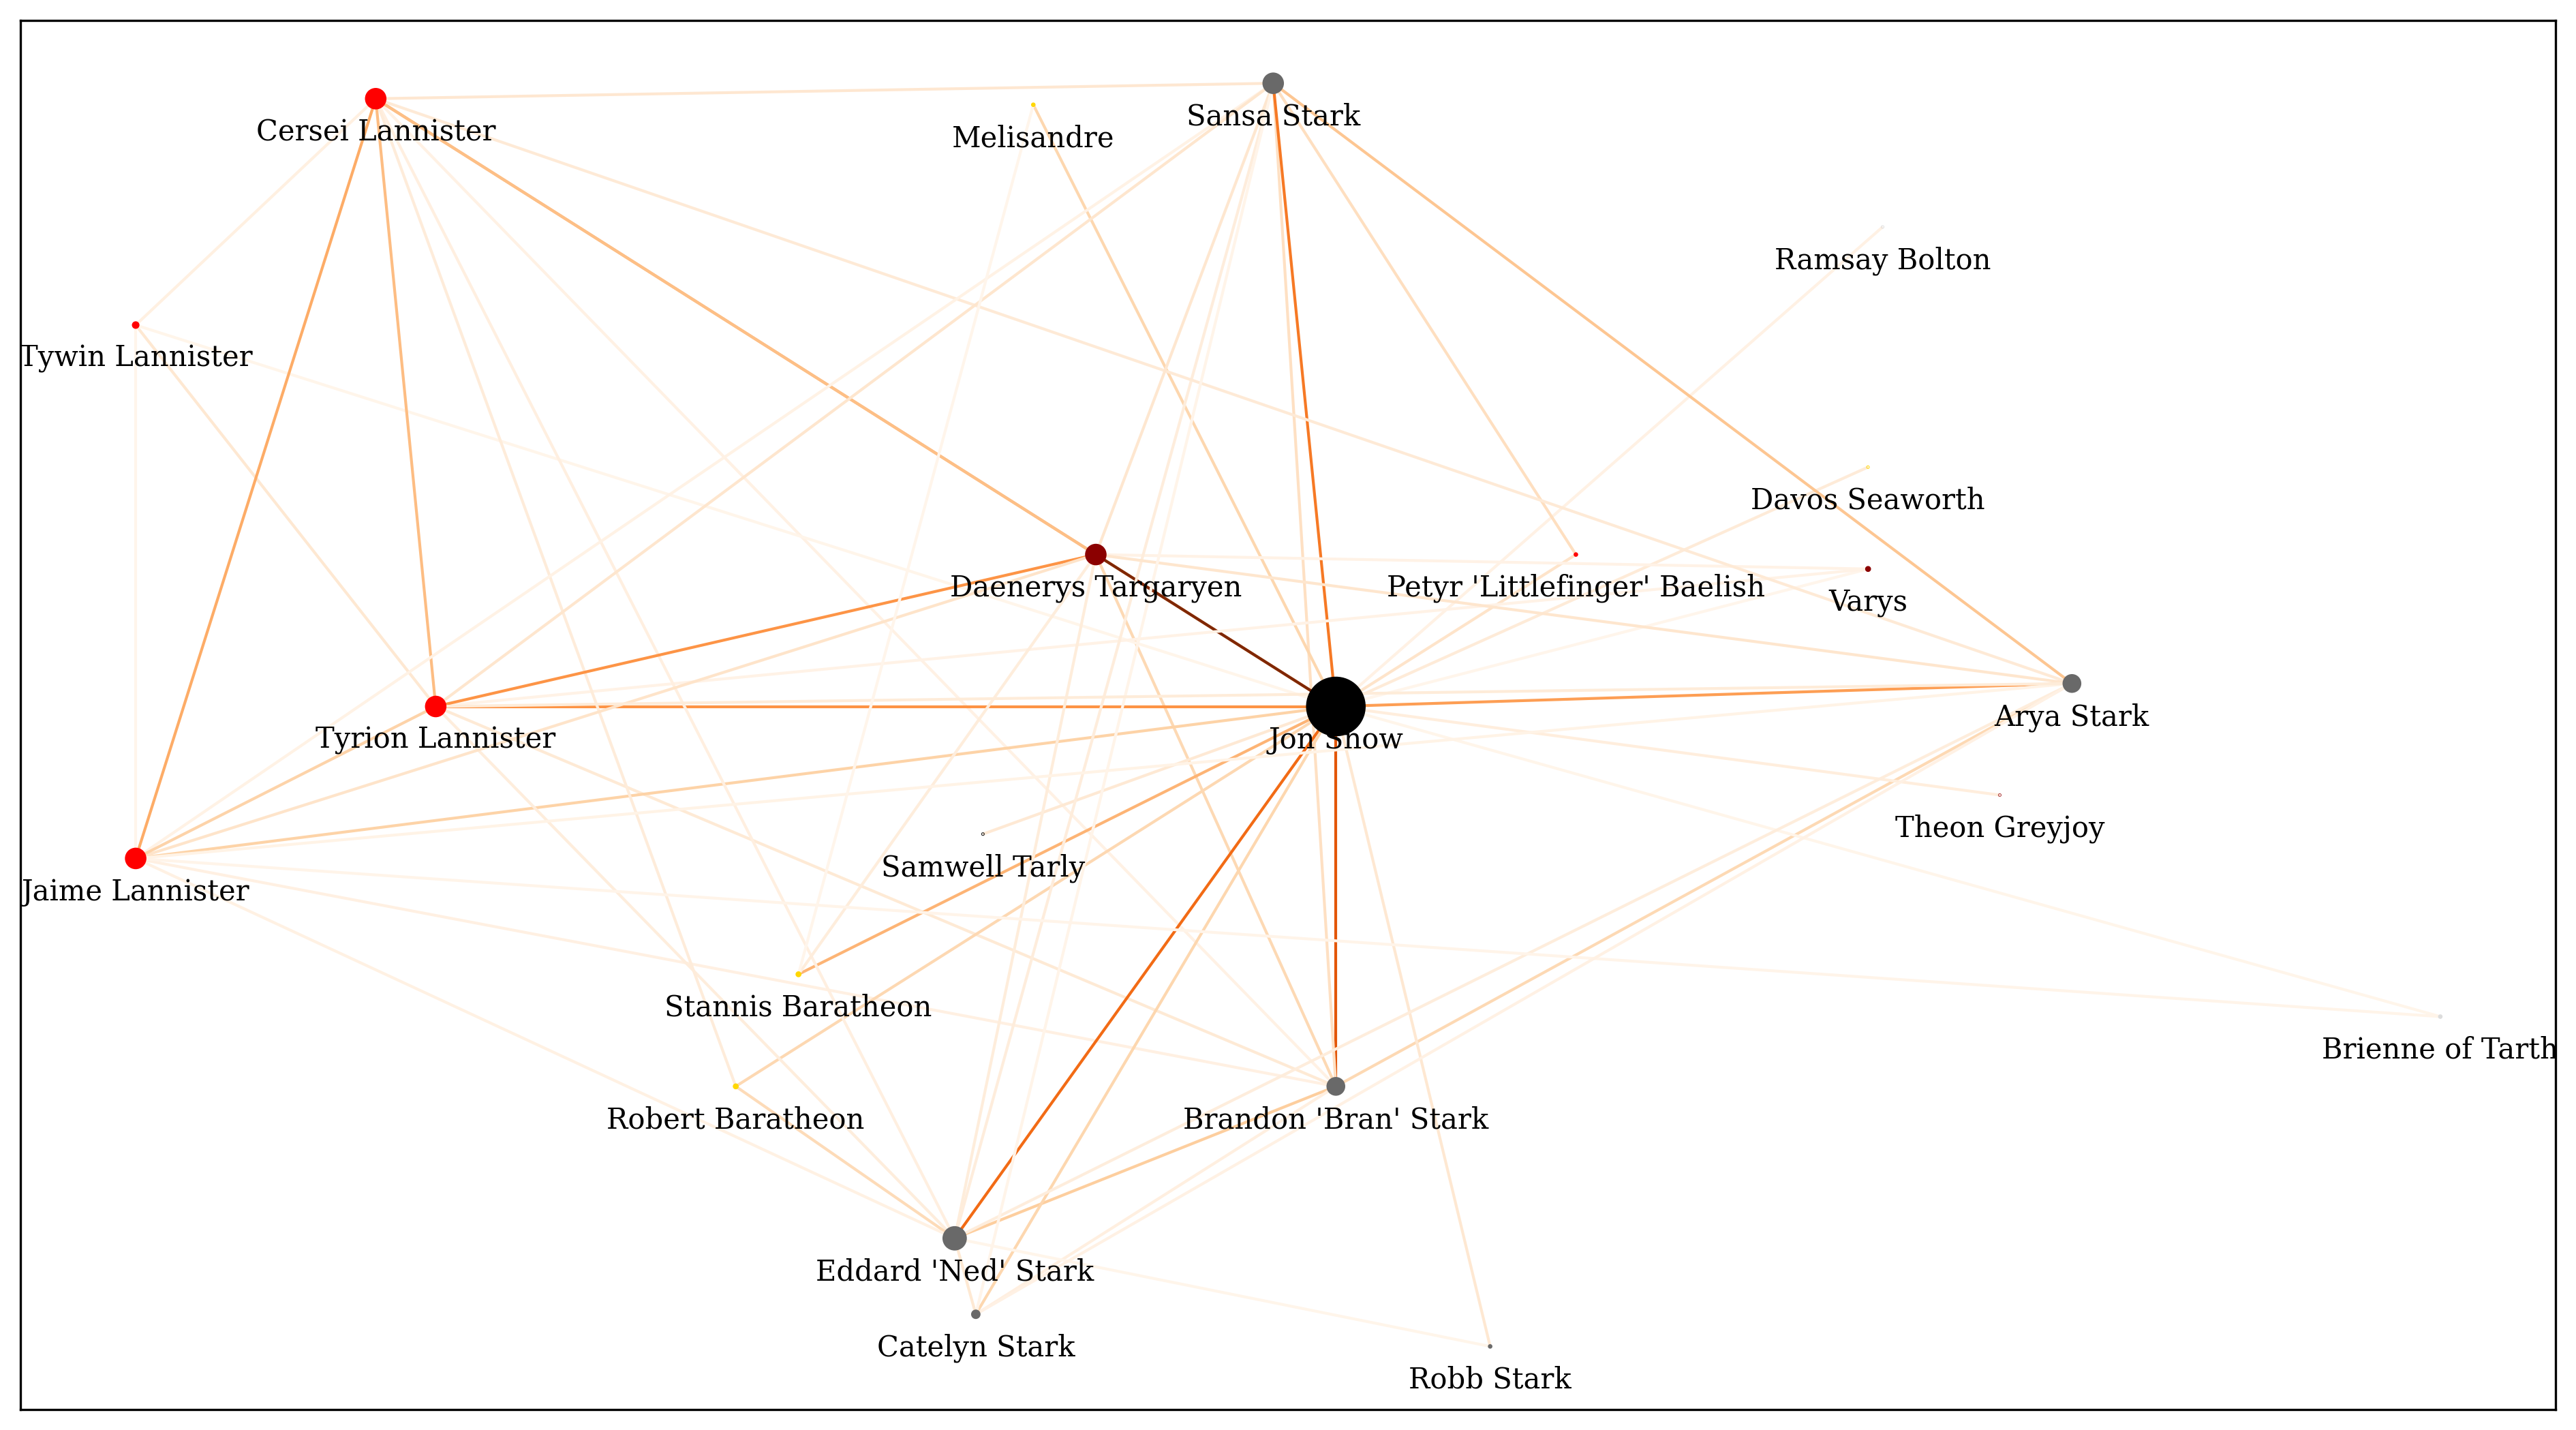 Cersei Lannister
Sansa Stark
Melisandre
Ramsay Bolton
Tywin Lannister
Davos Seaworth
Daenerys Targaryen
Petyr 'Littlefinger' Baelish
Varys
Arya Stark
Tyrion Lannister
Jon Snow
Theon Greyjoy
Samwell Tarly
Jaime Lannister
Stannis Baratheon
Brienne of Tarth
Robert Baratheon
Brandon 'Bran' Stark
Eddard 'Ned' Stark
Catelyn Stark
Robb Stark